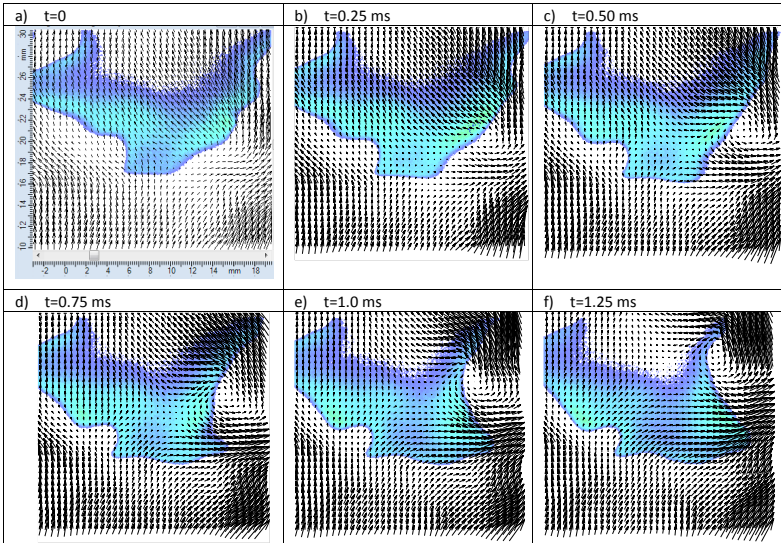 a) t=0
b) t=0.25 ms
c) t=0.50 ms
30
mm
26
24
22
20
18
16
14
12
10
-2 0 2 4 6 8 10 12 14 mm 18
d) t=0.75 ms
e) t=1.0 ms
f) t=1.25 ms